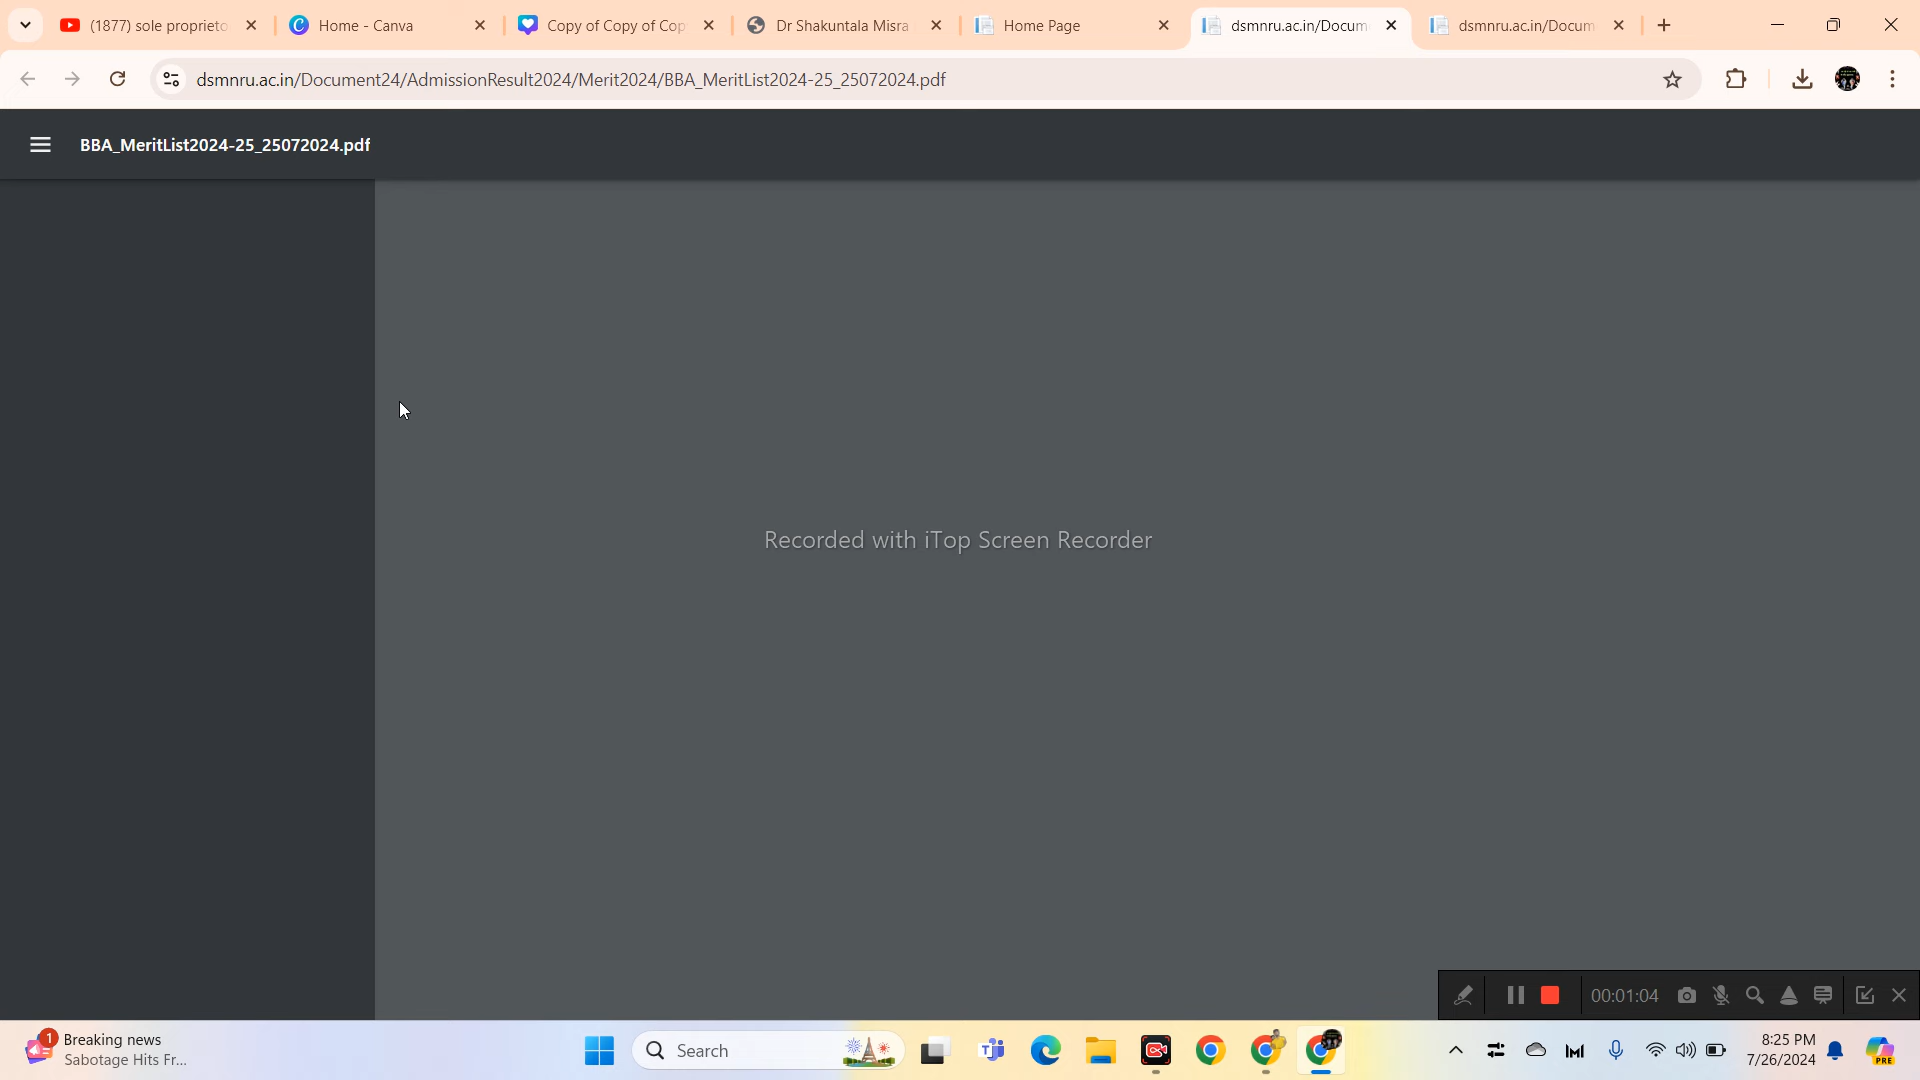 (1877) sole proprieto
Home - Canva
Copy of Copy of Cop
Dr Shakuntala Misra
Home Page
dsmnru.ac.in/Docum
dsmnru.ac.in/Docum
dsmnru.ac.in/Document24/AdmissionResult2024/Merit2024/BBA_MeritList2024-25_25072024.pdf
BBA_MeritList2024-25_25072024.pdf
Recorded with iTop Screen Recorder
00:01:04
1
Breaking news
Sabotage Hits Fr...
Search
8:25 PM
7/26/2024
PRE